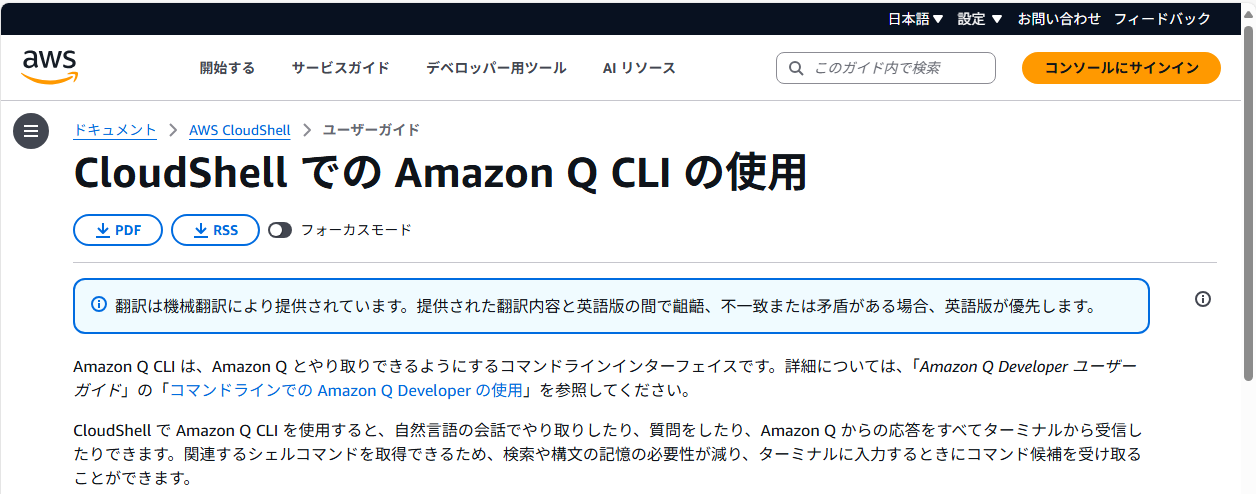 日本語▼ 設定 ▼ お問い合わせ フィードバック
aws 開始する サービスガイド デベロッパー用ツール AI リソース このガイド内で検索 コンソールにサインイン
ドキュメント > AWS CloudShell > ユーザーガイド
CloudShell での Amazon Q CLI の使用
PDF RSS フォーカスモード
翻訳は機械翻訳により提供されています。提供された翻訳内容と英語版の間で齟齬、不一致または矛盾がある場合、英語版が優先します。
Amazon Q CLI は、Amazon Q とやり取りできるようにするコマンドラインインターフェイスです。詳細については、「Amazon Q Developer ユーザー
ガイド」の「コマンドラインでの Amazon Q Developer の使用」を参照してください。
CloudShell で Amazon Q CLI を使用すると、自然言語の会話でやり取りしたり、質問をしたり、Amazon Q からの応答をすべてターミナルから受信し
たりできます。関連するシェルコマンドを取得できるため、検索や構文の記憶の必要性が減り、ターミナルに入力するときにコマンド候補を受け取る
ことができます。